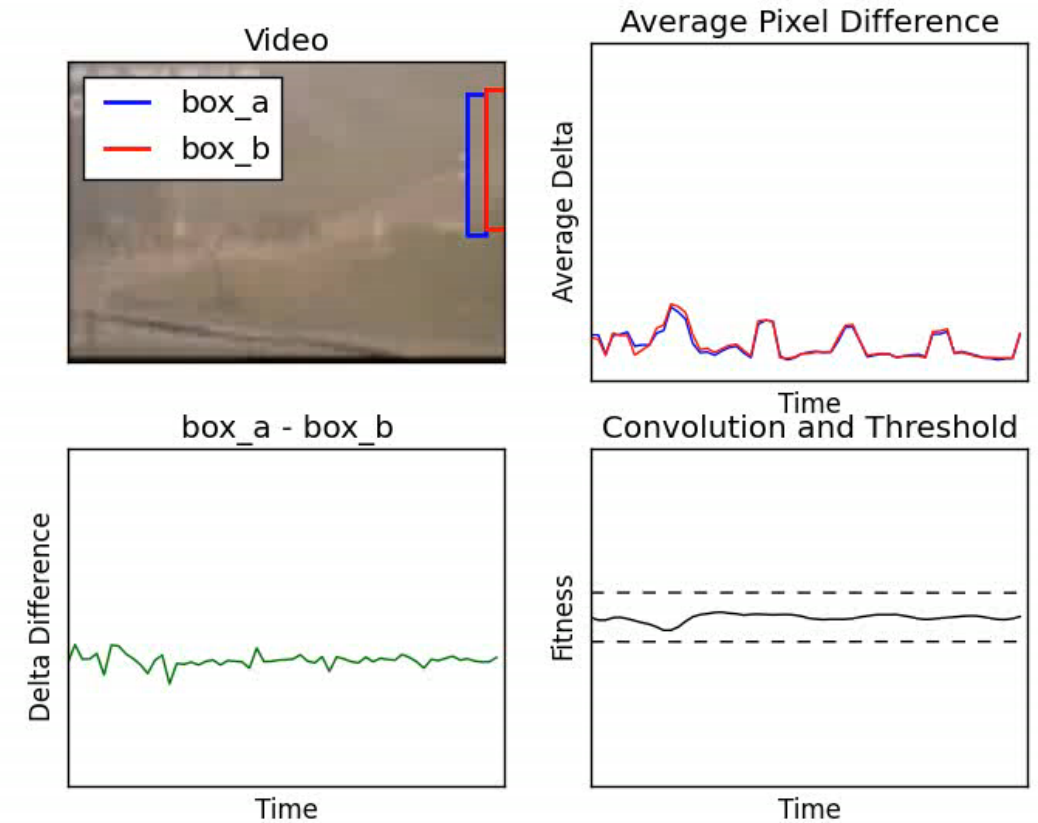 Video
box_a
box_b
Average Pixel Difference
Average Delta
Time
box_a - box_b
Delta Difference
Time
Convolution and Threshold
Fitness
Time